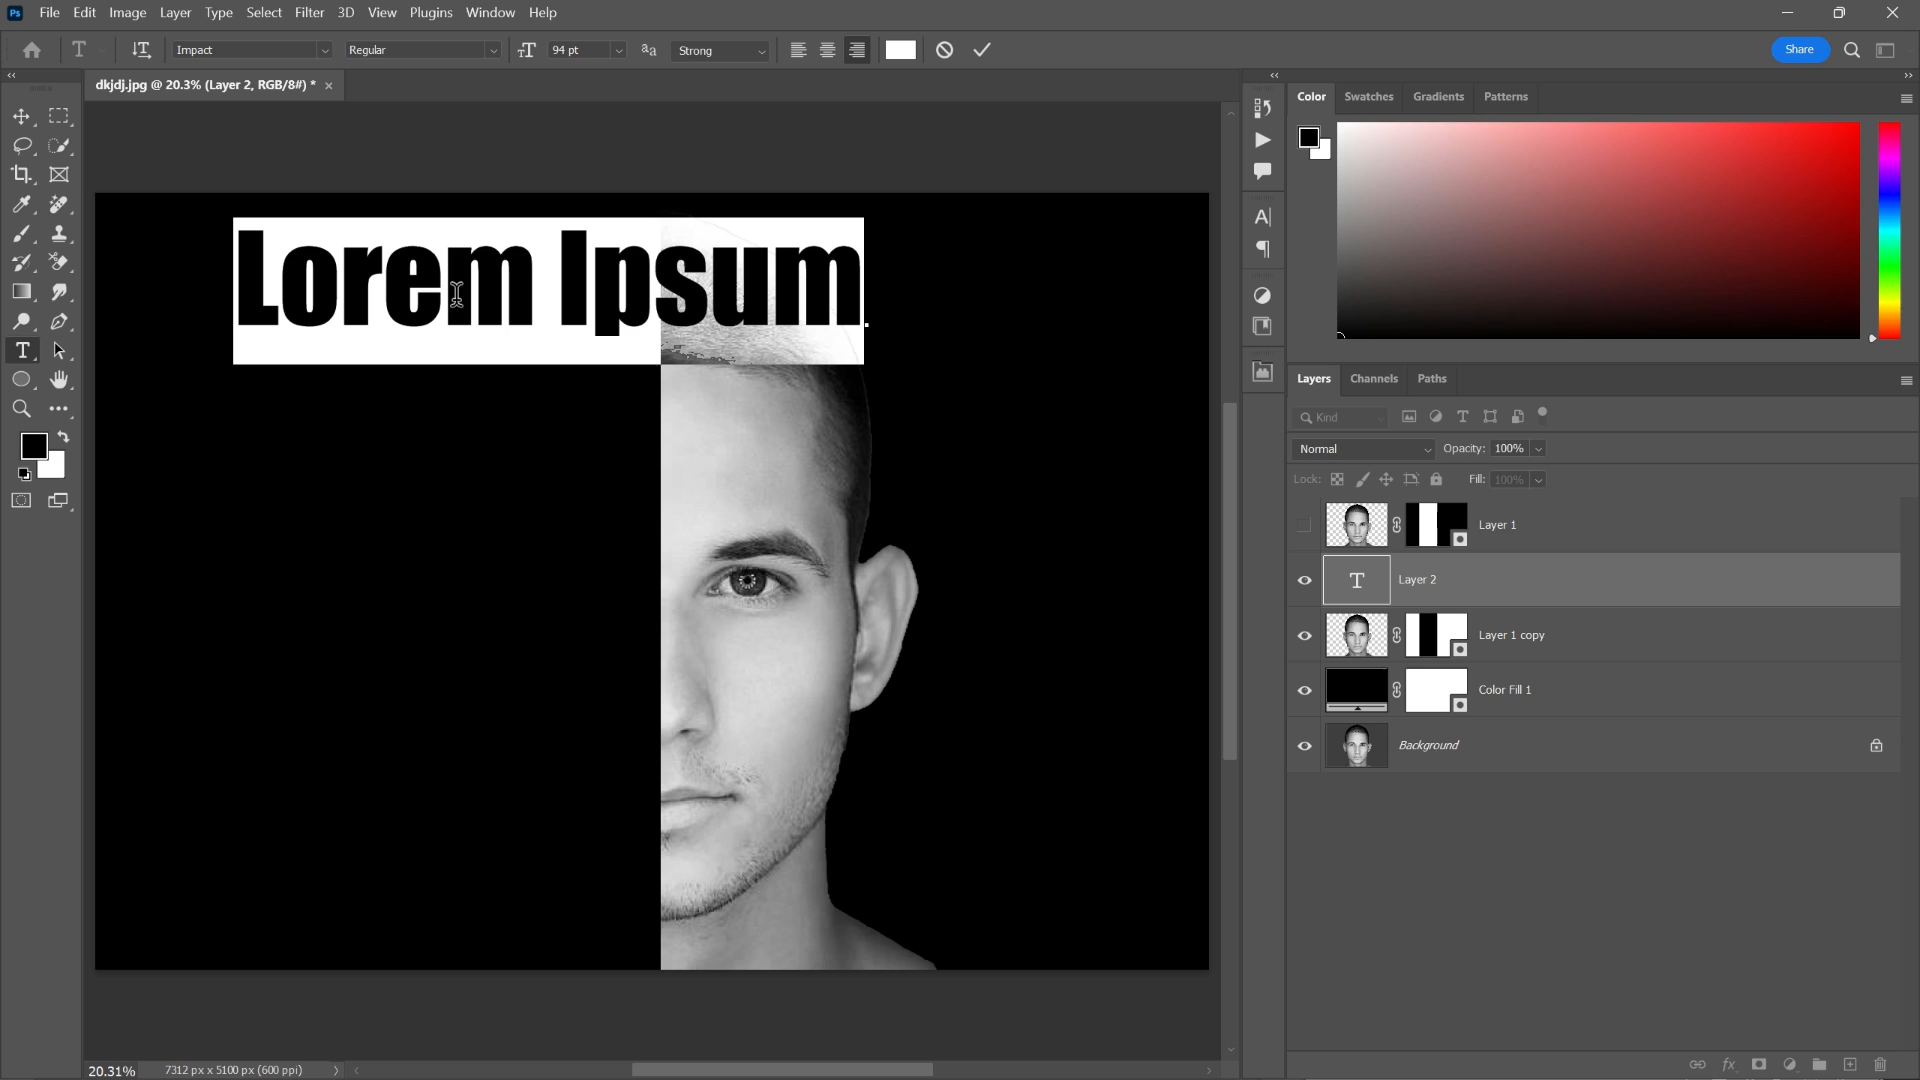 Ps File Edit Image Layer Type Select Filter 3D View Plugins Window Help
T Impact Regular 94 pt Strong Share
dkjdj.jpg @ 20.3% (Layer 2, RGB/8#) *
Color Swatches Gradients Patterns
Lorem Ipsum.
Layers Channels Paths
Kind
Normal Opacity: 100%
Lock: Fill: 100%
Layer 1
T Layer 2
Layer 1 copy
Color Fill 1
Background
20.31% 7312 px x 5100 px (600 ppi)